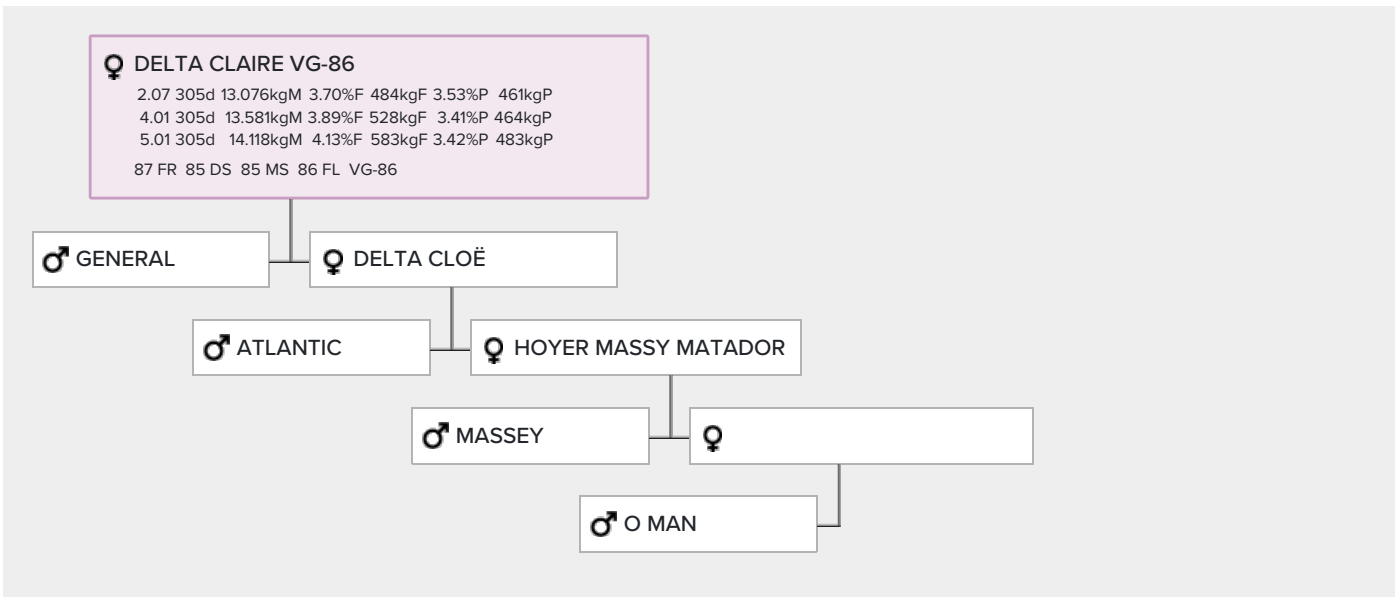 ♀ DELTA CLAIRE VG-86
2.07 305d 13.076kgM 3.70%F 484kgF 3.53%P 461kgP
4.01 305d 13.581kgM 3.89%F 528kgF 3.41%P 464kgP
5.01 305d 14.118kgM 4.13%F 583kgF 3.42%P 483kgP
87 FR 85 DS 85 MS 86 FL VG-86
♂ GENERAL
♀ DELTA CLOË
♂ ATLANTIC
♀ HOYER MASSY MATADOR
♂ MASSEY
♀
♂ O MAN